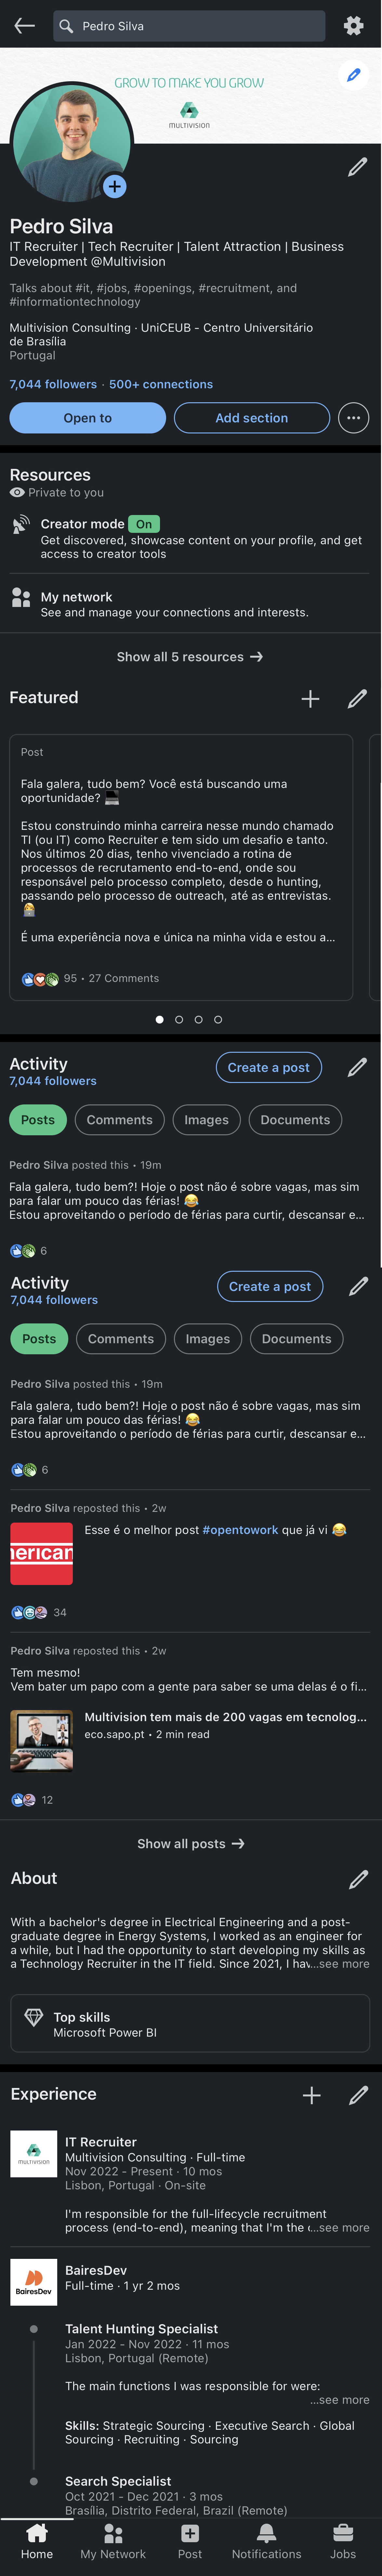 Pedro Silva
GROW TO MAKE YOU GROW
MULTIVISION
Pedro Silva
IT Recruiter | Tech Recruiter | Talent Attraction | Business
Development @Multivision
Talks about #it, #jobs, #openings, #recruitment, and
#informationtechnology
Multivision Consulting · UniCEUB - Centro Universitário
de Brasília
Portugal
7,044 followers · 500+ connections
Open to
Add section
Resources
Private to you
Creator mode On
Get discovered, showcase content on your profile, and get
access to creator tools
My network
See and manage your connections and interests.
Show all 5 resources →
Featured
Post
Fala galera, tudo bem? Você está buscando uma
oportunidade? 💻
Estou construindo minha carreira nesse mundo chamado
TI (ou IT) como Recruiter e tem sido um desafio e tanto.
Nos últimos 20 dias, tenho vivenciado a rotina de
processos de recrutamento end-to-end, onde sou
responsável pelo processo completo, desde o hunting,
passando pelo processo de outreach, até as entrevistas.
É uma experiência nova e única na minha vida e estou a...
95 · 27 Comments
Activity
7,044 followers
Create a post
Posts
Comments
Images
Documents
Pedro Silva posted this • 19m
Fala galera, tudo bem?! Hoje o post não é sobre vagas, mas sim
para falar um pouco das férias! 😂
Estou aproveitando o período de férias para curtir, descansar e...
6
Activity
7,044 followers
Create a post
Posts
Comments
Images
Documents
Pedro Silva posted this • 19m
Fala galera, tudo bem?! Hoje o post não é sobre vagas, mas sim
para falar um pouco das férias! 😂
Estou aproveitando o período de férias para curtir, descansar e...
6
Pedro Silva reposted this • 2w
Esse é o melhor post #opentowork que já vi 😂
merican
34
Pedro Silva reposted this • 2w
Tem mesmo!
Vem bater um papo com a gente para saber se uma delas é o fi...
Multivision tem mais de 200 vagas em tecnolog...
eco.sapo.pt • 2 min read
12
Show all posts →
About
With a bachelor's degree in Electrical Engineering and a post-
graduate degree in Energy Systems, I worked as an engineer for
a while, but I had the opportunity to start developing my skills as
a Technology Recruiter in the IT field. Since 2021, I hav...see more
Top skills
Microsoft Power BI
Experience
MULTIVISION
IT Recruiter
Multivision Consulting · Full-time
Nov 2022 - Present · 10 mos
Lisbon, Portugal · On-site
I'm responsible for the full-lifecycle recruitment
process (end-to-end), meaning that I'm the ...see more
BairesDev
BairesDev
Full-time · 1 yr 2 mos
Talent Hunting Specialist
Jan 2022 - Nov 2022 · 11 mos
Lisbon, Portugal (Remote)
The main functions I was responsible for were:
...see more
Skills: Strategic Sourcing · Executive Search · Global
Sourcing · Recruiting · Sourcing
Search Specialist
Oct 2021 - Dec 2021 · 3 mos
Brasília, Distrito Federal, Brazil (Remote)
Home
My Network
Post
Notifications
Jobs